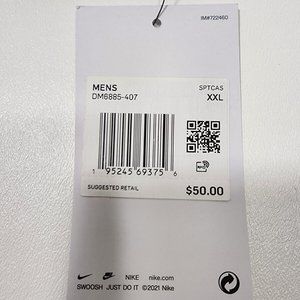 IM#722460
MENS
DM6885-407
SPTCAS
XXL
1 95245 69375 6
SUGGESTED RETAIL
$50.00
NIKE nike.com
SWOOSH JUST DO IT ©2021 Nike